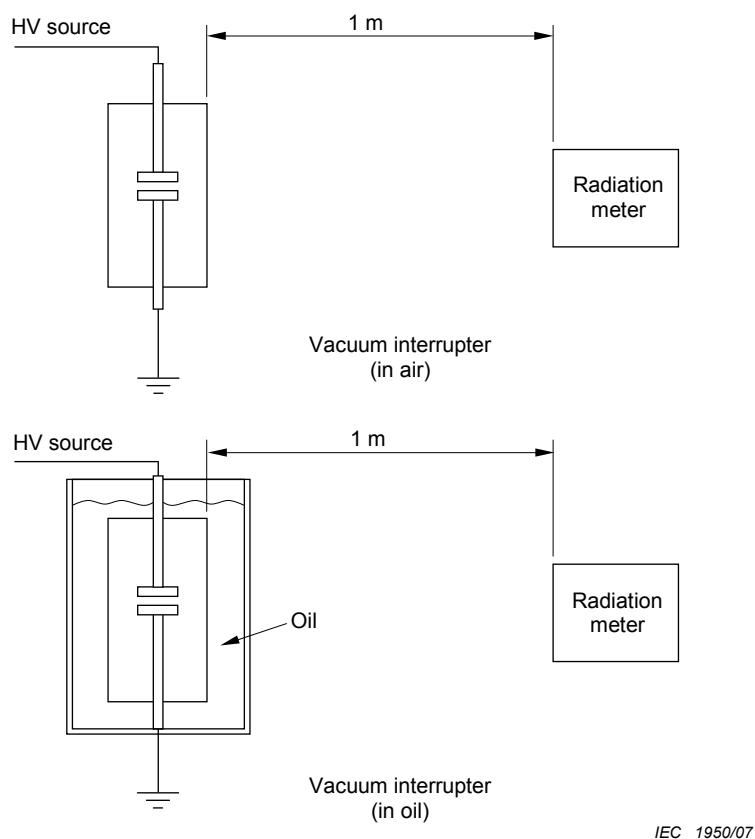 HV source
1 m
Radiation
meter
Vacuum interrupter
(in air)
HV source
1 m
Radiation
meter
Oil
Vacuum interrupter
(in oil)
IEC 1950/07